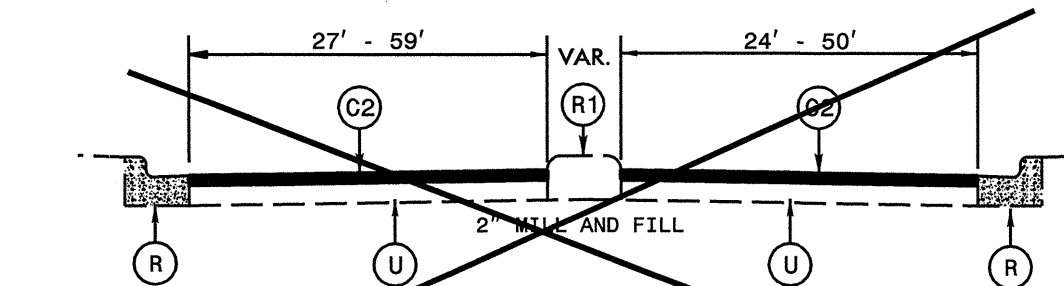 27' - 59'
VAR.
24' - 50'
C2
R1
C2
2" MILL AND FILL
R
U
U
R